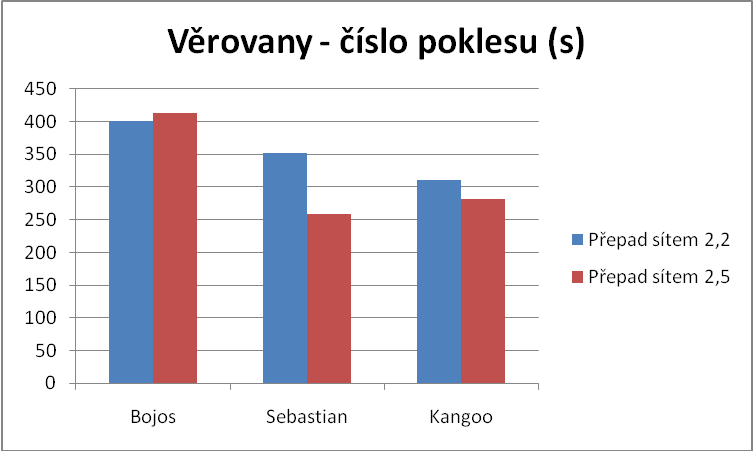 Věrovany - číslo poklesu (s)
450
400
350
300
250
200
150
100
50
0
Bojos
Sebastian
Kangoo
Přepad sítem 2,2
Přepad sítem 2,5